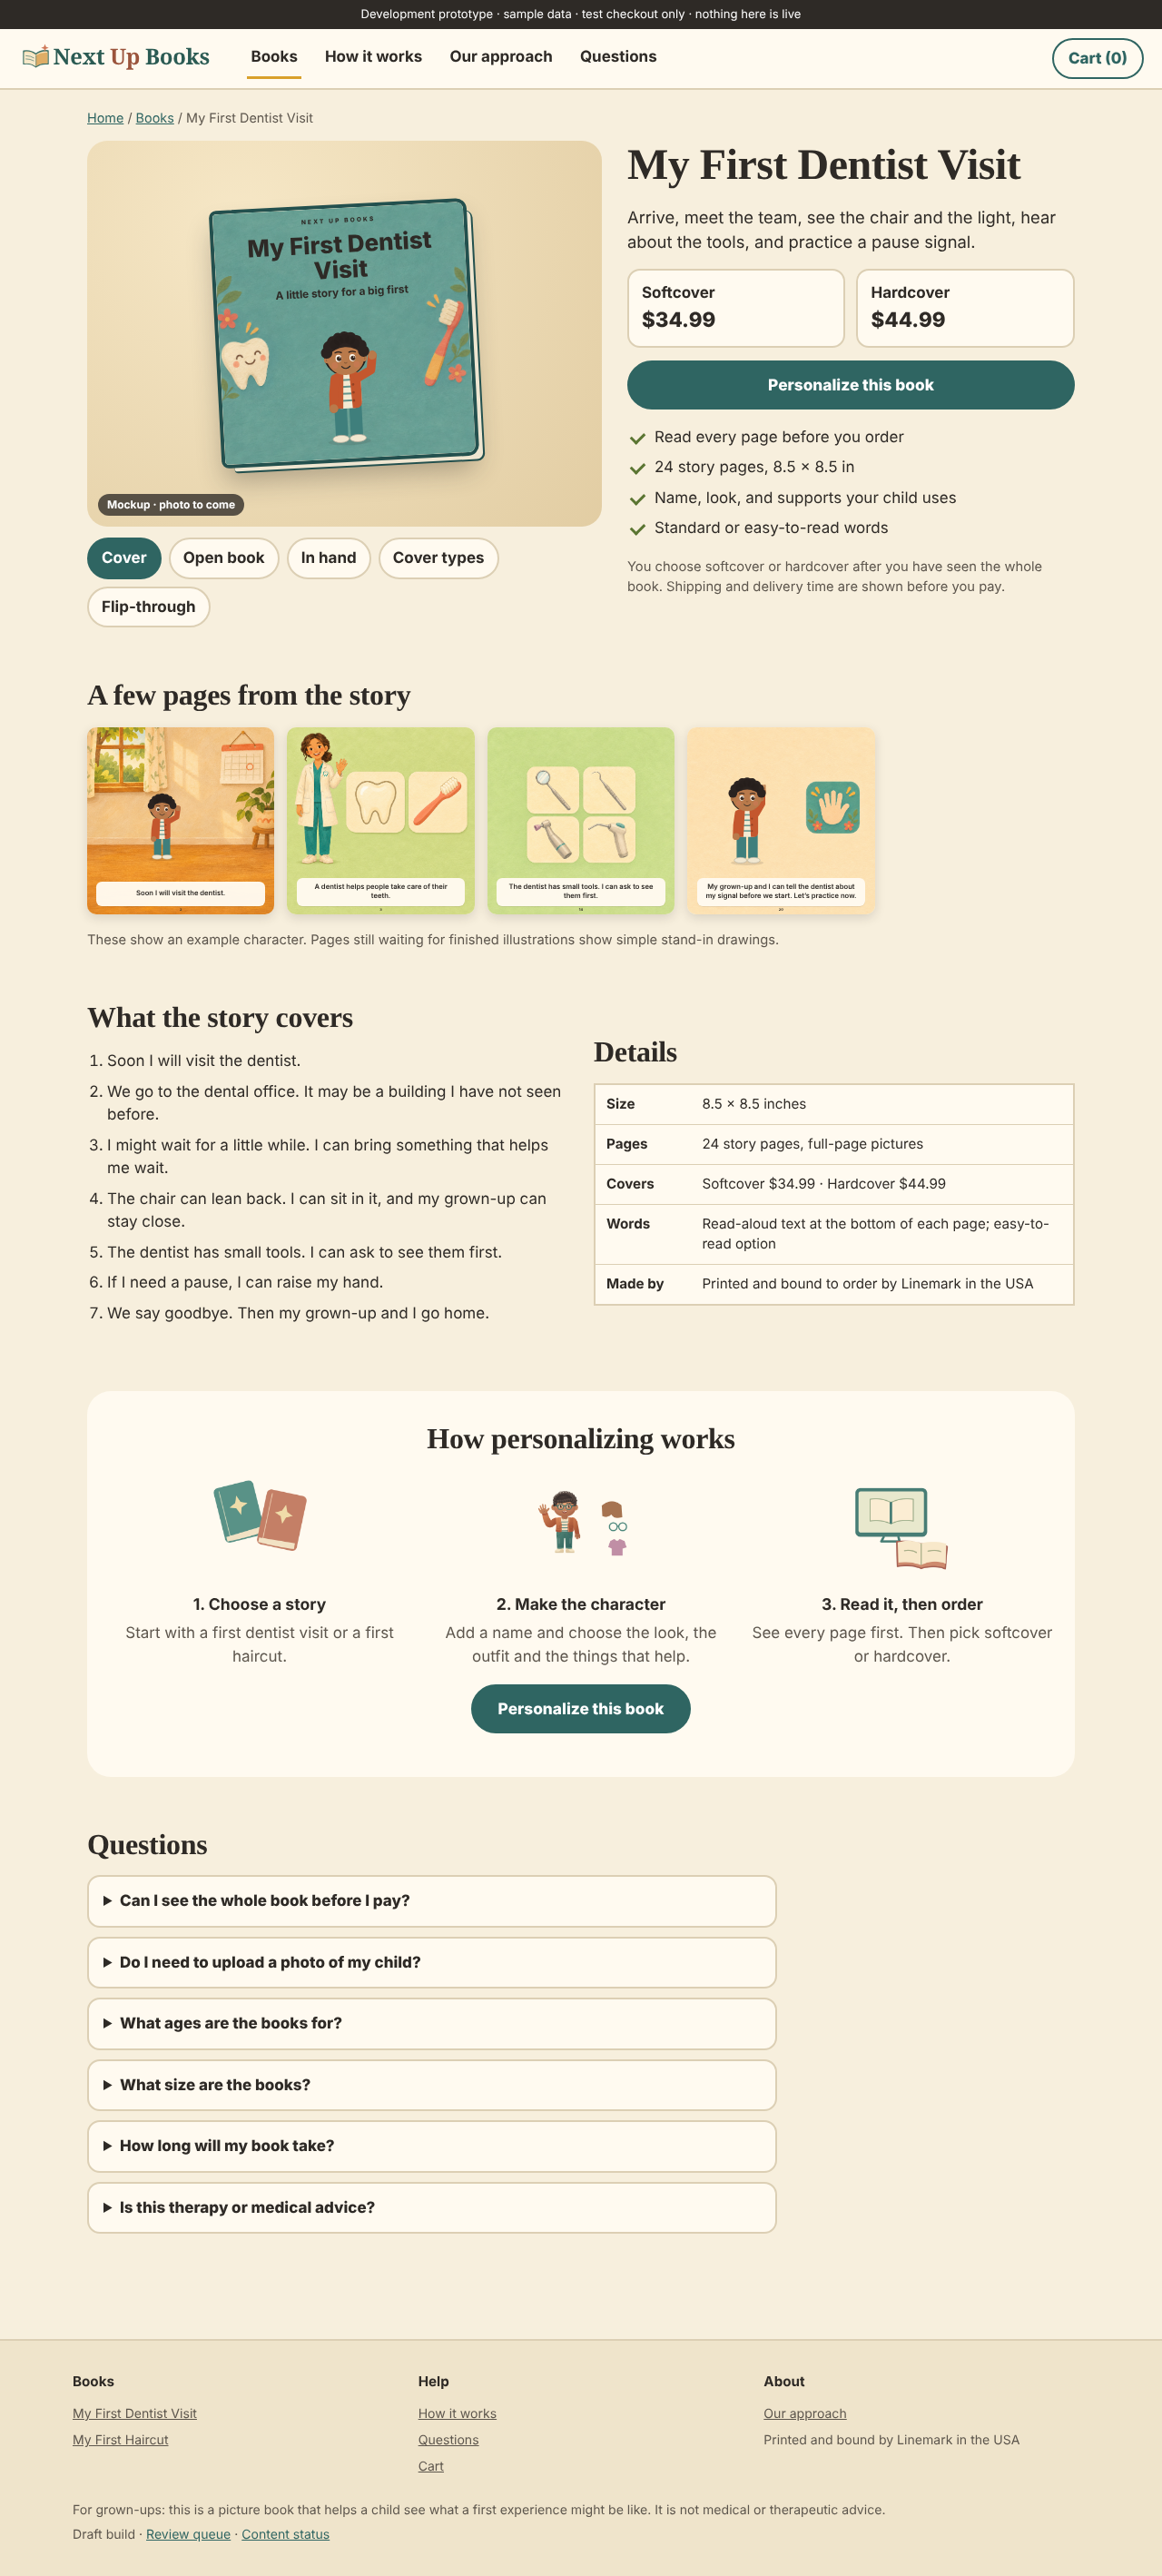 Development prototype · sample data · test checkout only · nothing here is live
Next Up Books
Books
How it works
Our approach
Questions
Cart (0)
Home / Books / My First Dentist Visit
NEXT UP BOOKS
My First Dentist
Visit
A little story for a big first
Mockup · photo to come
Cover
Open book
In hand
Cover types
Flip-through
My First Dentist Visit
Arrive, meet the team, see the chair and the light, hear
about the tools, and practice a pause signal.
Softcover
$34.99
Hardcover
$44.99
Personalize this book
Read every page before you order
24 story pages, 8.5 × 8.5 in
Name, look, and supports your child uses
Standard or easy-to-read words
You choose softcover or hardcover after you have seen the whole
book. Shipping and delivery time are shown before you pay.
A few pages from the story
Soon I will visit the dentist.
A dentist helps people take care of their
teeth.
The dentist has small tools. I can ask to see
them first.
My grown-up and I can tell the dentist about
my signal before we start. Let's practice now.
These show an example character. Pages still waiting for finished illustrations show simple stand-in drawings.
What the story covers
1. Soon I will visit the dentist.
2. We go to the dental office. It may be a building I have not seen
before.
3. I might wait for a little while. I can bring something that helps
me wait.
4. The chair can lean back. I can sit in it, and my grown-up can
stay close.
5. The dentist has small tools. I can ask to see them first.
6. If I need a pause, I can raise my hand.
7. We say goodbye. Then my grown-up and I go home.
Details
Size
8.5 × 8.5 inches
Pages
24 story pages, full-page pictures
Covers
Softcover $34.99 · Hardcover $44.99
Words
Read-aloud text at the bottom of each page; easy-to-
read option
Made by
Printed and bound to order by Linemark in the USA
How personalizing works
1. Choose a story
Start with a first dentist visit or a first
haircut.
2. Make the character
Add a name and choose the look, the
outfit and the things that help.
3. Read it, then order
See every page first. Then pick softcover
or hardcover.
Personalize this book
Questions
Can I see the whole book before I pay?
Do I need to upload a photo of my child?
What ages are the books for?
What size are the books?
How long will my book take?
Is this therapy or medical advice?
Books
My First Dentist Visit
My First Haircut
Help
How it works
Questions
Cart
About
Our approach
Printed and bound by Linemark in the USA
For grown-ups: this is a picture book that helps a child see what a first experience might be like. It is not medical or therapeutic advice.
Draft build · Review queue · Content status